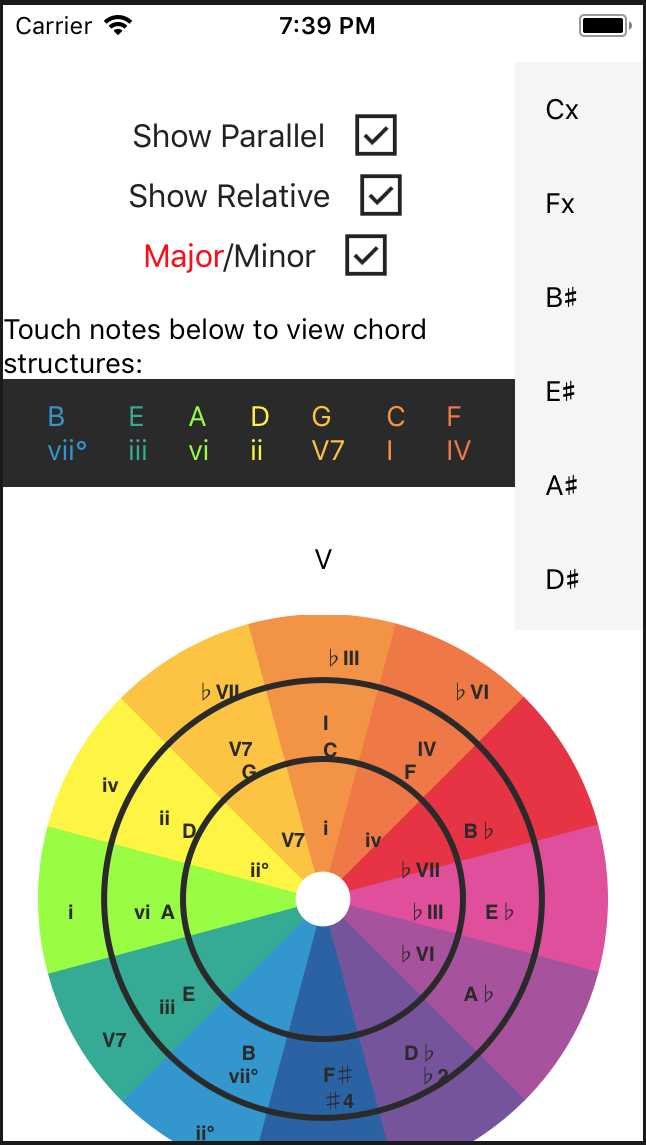 Carrier 7:39 PM
Show Parallel
Show Relative
Major/Minor
Touch notes below to view chord
structures:
B E A D G C F
vii° iii vi ii V7 I IV
Cx
Fx
B♯
E♯
A♯
D♯
V
♭III
♭VII ♭VI
I
V7 C IV
G F
iv
ii D B♭
V7 i iv
ii° ♭VII
i vi A ♭III E♭
♭VI
iii E A♭
V7
B D♭
vii° F♯ ♭2
♯4
ii°